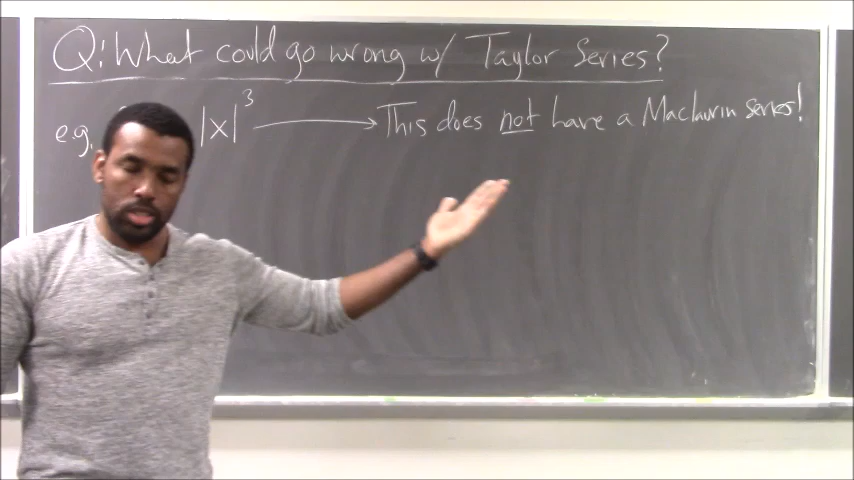 Q: What could go wrong w/ Taylor Series?
e.g. |x|³ → This does not have a Maclaurin series!